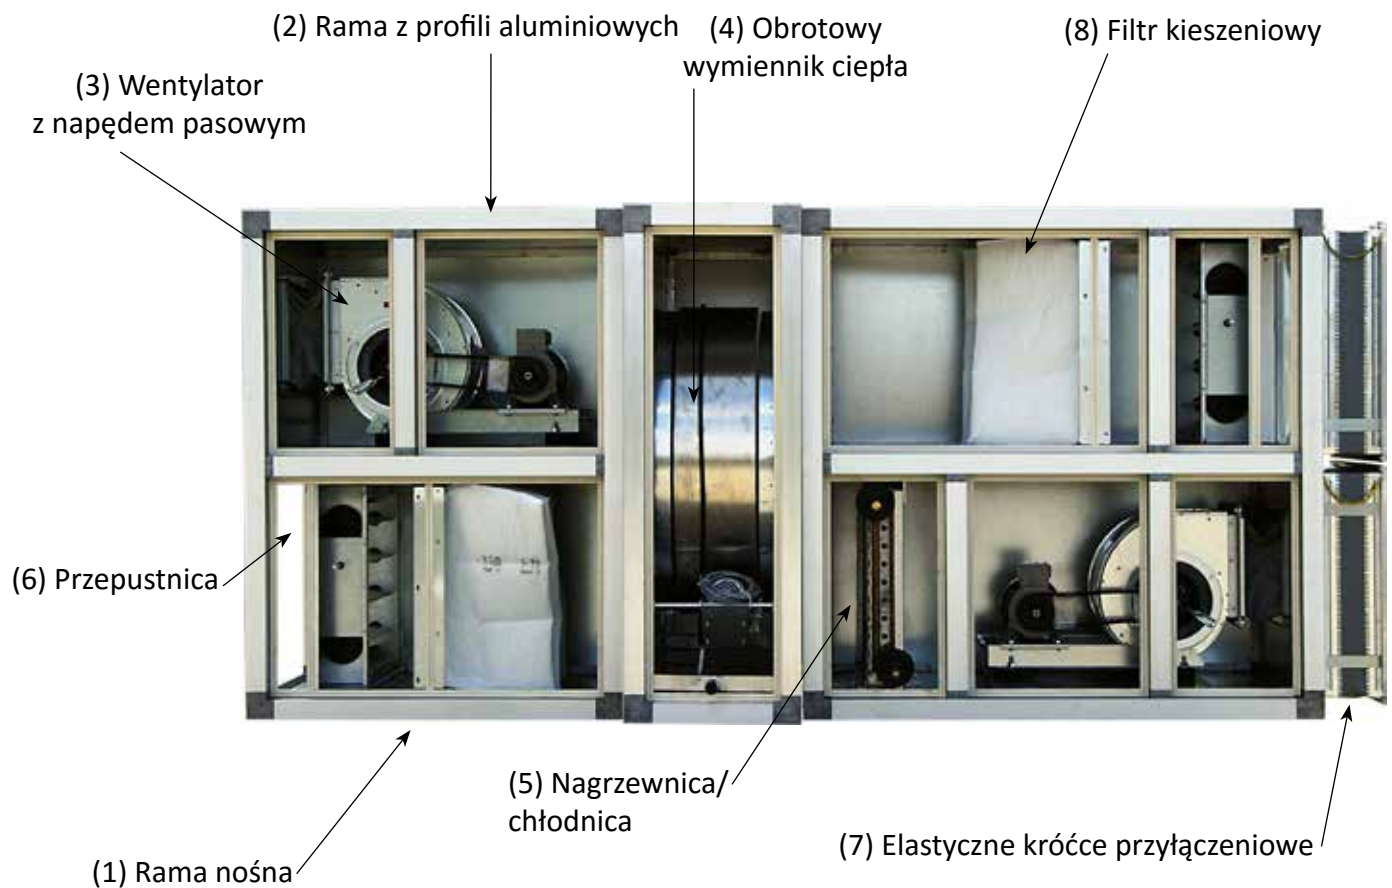 (2) Rama z profili aluminiowych
(4) Obrotowy
wymiennik ciepła
(8) Filtr kieszeniowy
(3) Wentylator
z napędem pasowym
(6) Przepustnica
(5) Nagrzewnica/
chłodnica
(7) Elastyczne króćce przyłączeniowe
(1) Rama nośna